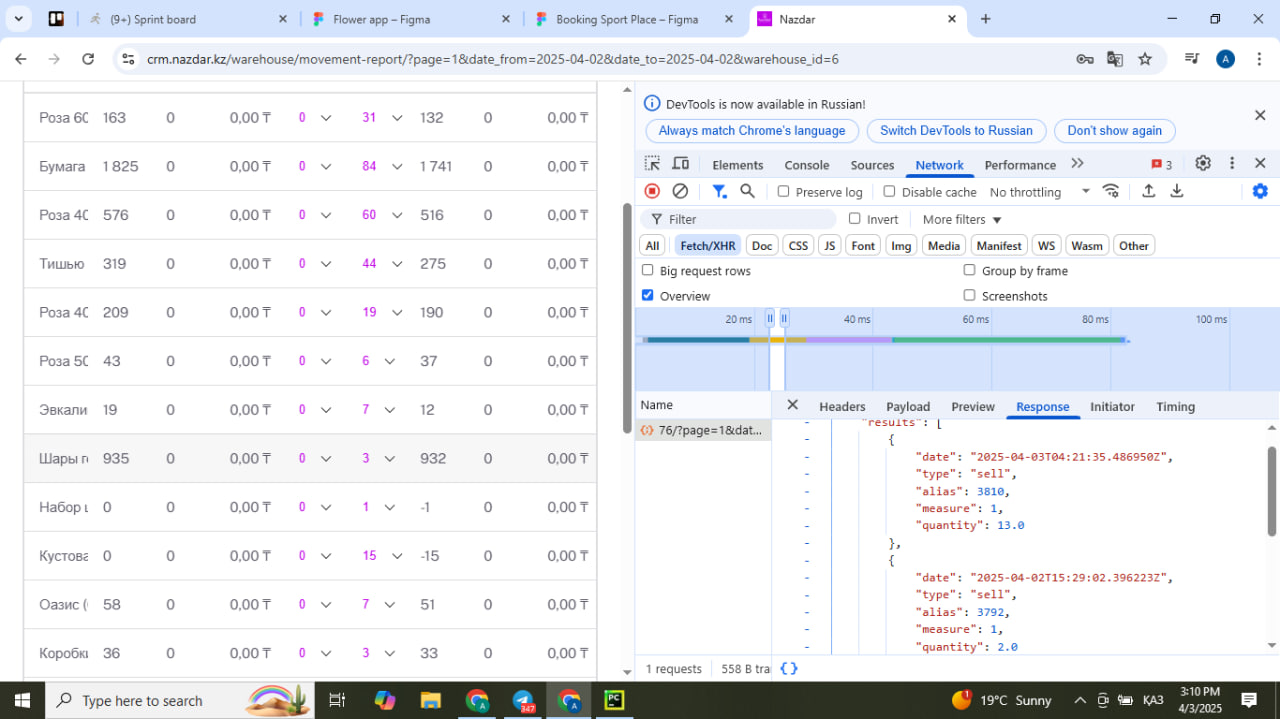 (9+) Sprint board
Flower app – Figma
Booking Sport Place – Figma
Nazdar
crm.nazdar.kz/warehouse/movement-report/?page=1&date_from=2025-04-02&date_to=2025-04-02&warehouse_id=6
A
Роза 60 163 0 0,00 ₸ 0 31 132 0 0,00 ₸
Бумага 1 825 0 0,00 ₸ 0 84 1 741 0 0,00 ₸
Роза 40 576 0 0,00 ₸ 0 60 516 0 0,00 ₸
Тишью 319 0 0,00 ₸ 0 44 275 0 0,00 ₸
Роза 40 209 0 0,00 ₸ 0 19 190 0 0,00 ₸
Роза 50 43 0 0,00 ₸ 0 6 37 0 0,00 ₸
Эвкали 19 0 0,00 ₸ 0 7 12 0 0,00 ₸
Шары ге 935 0 0,00 ₸ 0 3 932 0 0,00 ₸
Набор 0 0 0,00 ₸ 0 1 -1 0 0,00 ₸
Кустова 0 0 0,00 ₸ 0 15 -15 0 0,00 ₸
Оазис ( 58 0 0,00 ₸ 0 7 51 0 0,00 ₸
Коробки 36 0 0,00 ₸ 0 3 33 0 0,00 ₸
DevTools is now available in Russian!
Always match Chrome's language
Switch DevTools to Russian
Don't show again
Elements Console Sources Network Performance 3
Preserve log Disable cache No throttling
Filter Invert More filters
All Fetch/XHR Doc CSS JS Font Img Media Manifest WS Wasm Other
Big request rows Group by frame
Overview Screenshots
20 ms 40 ms 60 ms 80 ms 100 ms
Name
76/?page=1&dat...
Headers Payload Preview Response Initiator Timing
- "results": [
- {
- "date": "2025-04-03T04:21:35.486950Z",
- "type": "sell",
- "alias": 3810,
- "measure": 1,
- "quantity": 13.0
- },
- {
- "date": "2025-04-02T15:29:02.396223Z",
- "type": "sell",
- "alias": 3792,
- "measure": 1,
- "quantity": 2.0
1 requests 558 B tra {}
Type here to search
A
347
A
PC
1
19°C Sunny
ҚАЗ
3:10 PM
4/3/2025